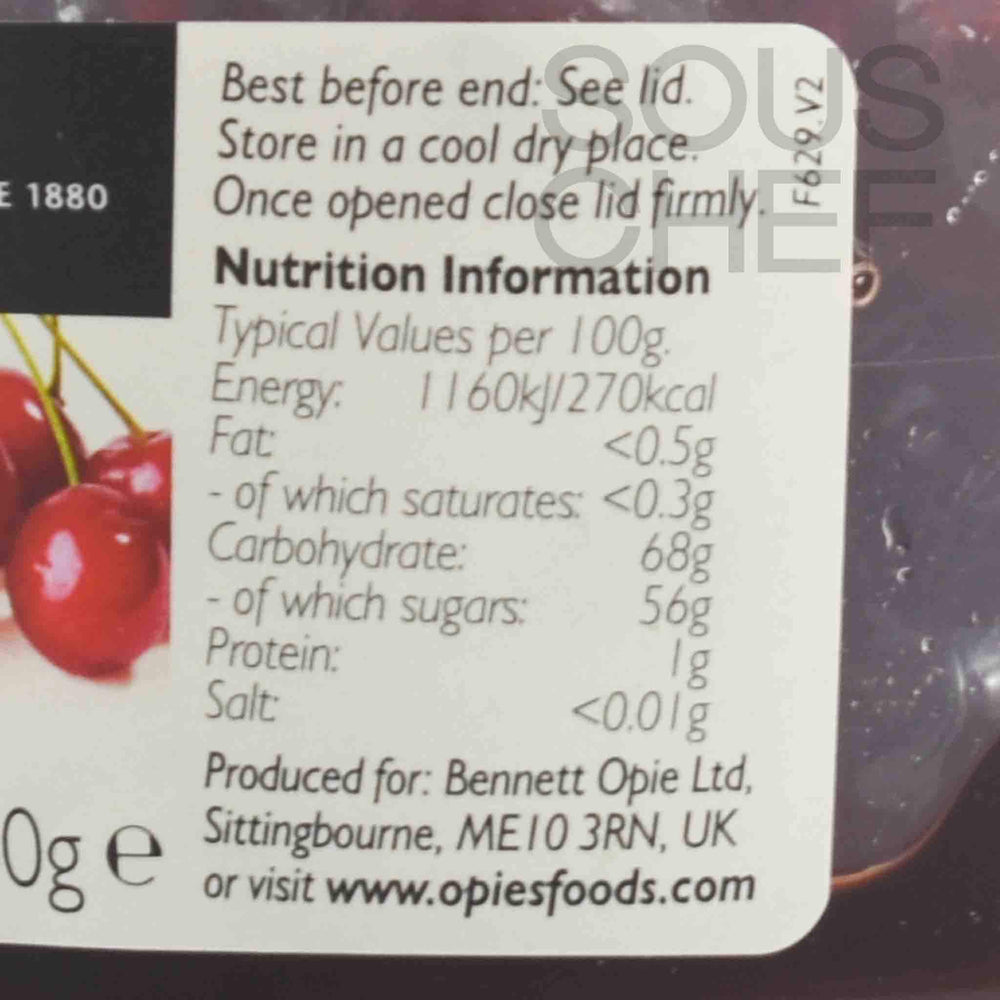 E 1880
Best before end: See lid.
Store in a cool dry place.
Once opened close lid firmly.
F629.V2
SOUS
CHEF
Nutrition Information
Typical Values per 100g.
Energy: 1160kJ/270kcal
Fat: <0.5g
- of which saturates: <0.3g
Carbohydrate: 68g
- of which sugars: 56g
Protein: 1g
Salt: <0.01g
Produced for: Bennett Opie Ltd,
Sittingbourne, ME10 3RN, UK
or visit www.opiesfoods.com
0g e